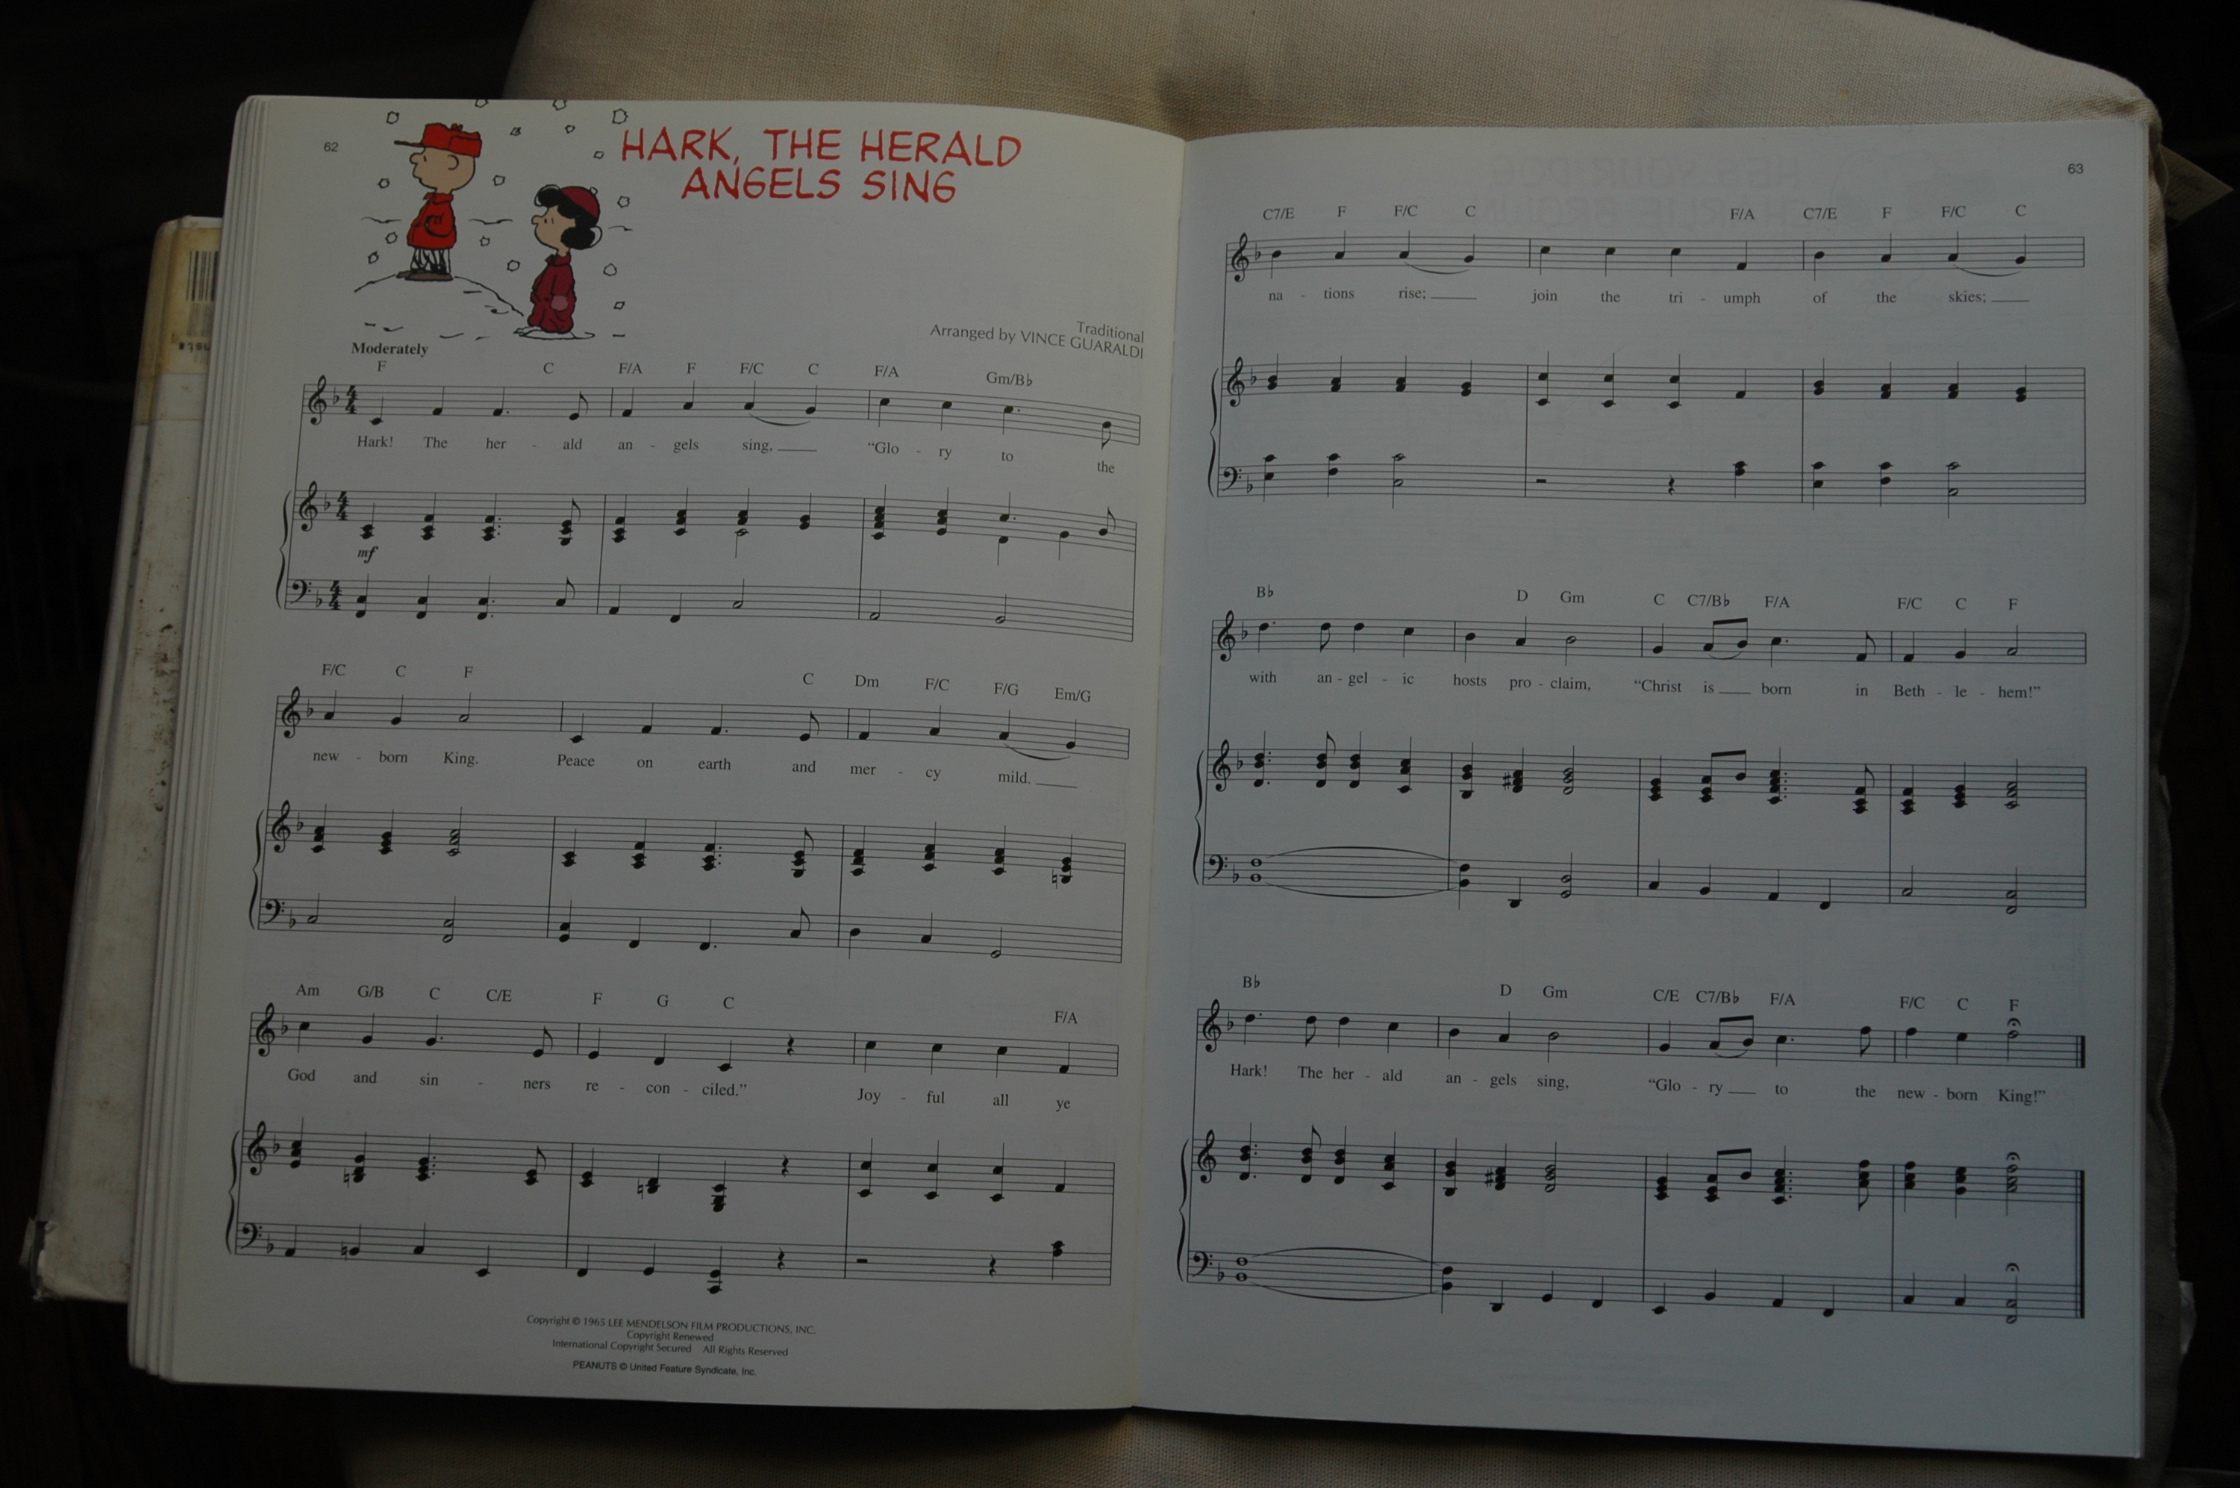 62
HARK, THE HERALD
ANGELS SING
Traditional
Arranged by VINCE GUARALDI
Moderately
F C F/A F F/C C F/A Gm/B♭
4 4
Hark! The her - ald an - gels sing, "Glo - ry to the
4 4
mf
4 4
F/C C F C Dm F/C F/G Em/G
new - born King. Peace on earth and mer - cy mild.
Am G/B C C/E F G C F/A
God and sin - ners re - con - ciled." Joy - ful all ye
Copyright © 1965 LEE MENDELSON FILM PRODUCTIONS, INC.
Copyright Renewed
International Copyright Secured All Rights Reserved
PEANUTS © United Feature Syndicate, Inc.
63
C7/E F F/C C F/A C7/E F F/C C
na - tions rise; join the tri - umph of the skies;
B♭ D Gm C C7/B♭ F/A F/C C F
with an - gel - ic hosts pro - claim, "Christ is born in Beth - le - hem!"
B♭ D Gm C/E C7/B♭ F/A F/C C F
Hark! The her - ald an - gels sing, "Glo - ry to the new - born King!"